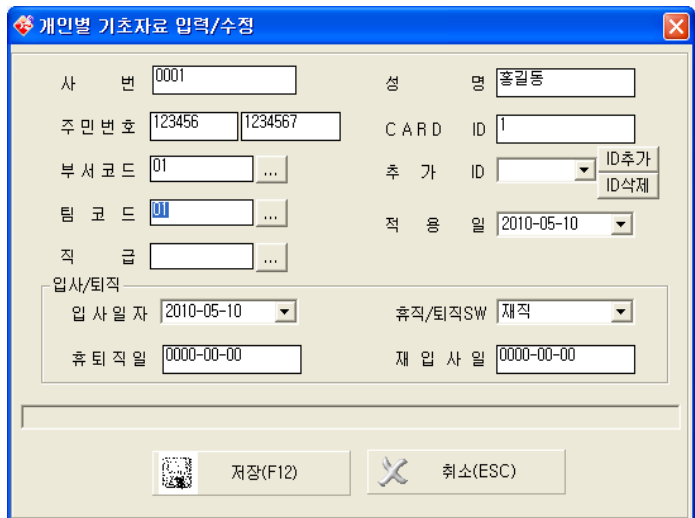 개인별 기초자료 입력/수정
사 번 0001 성 명 홍길동
주민번호 123456 1234567 CARD ID 1
부서코드 01 ... 추 가 ID ID추가
ID삭제
팀 코 드 01 ... 적 용 일 2010-05-10
직 급 ...
입사/퇴직
입사일자 2010-05-10 휴직/퇴직SW 재직
휴퇴직일 0000-00-00 재 입 사 일 0000-00-00
저장(F12) 취소(ESC)